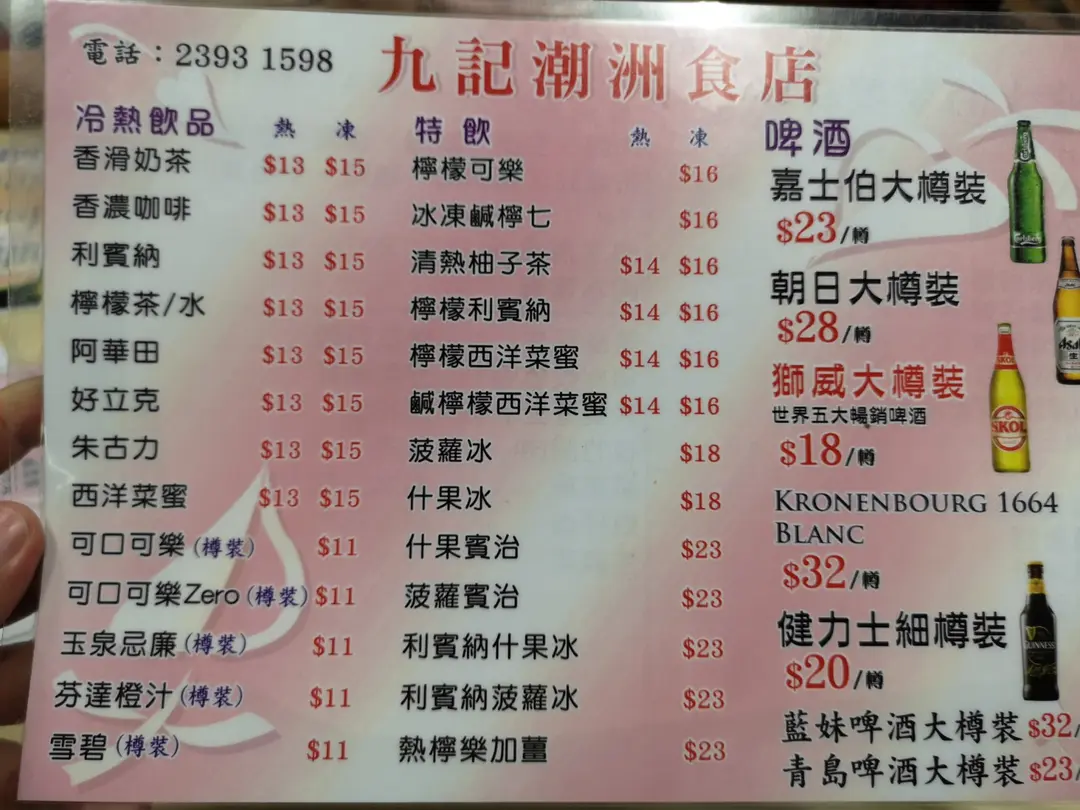 電話：2393 1598
九記潮洲食店
冷熱飲品 熱 凍
香滑奶茶 $13 $15
香濃咖啡 $13 $15
利賓納 $13 $15
檸檬茶/水 $13 $15
阿華田 $13 $15
好立克 $13 $15
朱古力 $13 $15
西洋菜蜜 $13 $15
可口可樂(樽裝) $11
可口可樂Zero(樽裝) $11
玉泉忌廉(樽裝) $11
芬達橙汁(樽裝) $11
雪碧(樽裝) $11
特飲 熱 凍
檸檬可樂 $16
冰凍鹹檸七 $16
清熱柚子茶 $14 $16
檸檬利賓納 $14 $16
檸檬西洋菜蜜 $14 $16
鹹檸檬西洋菜蜜 $14 $16
菠蘿冰 $18
什果冰 $18
什果賓治 $23
菠蘿賓治 $23
利賓納什果冰 $23
利賓納菠蘿冰 $23
熱檸樂加薑 $23
啤酒
嘉士伯大樽裝
$23/樽
朝日大樽裝
$28/樽
獅威大樽裝
世界五大暢銷啤酒
$18/樽
KRONENBOURG 1664
BLANC
$32/樽
健力士細樽裝
$20/樽
藍妹啤酒大樽裝 $32/
青島啤酒大樽裝 $23/
Carlsberg
Asahi
生
SKOL
SKOL
GUINNESS